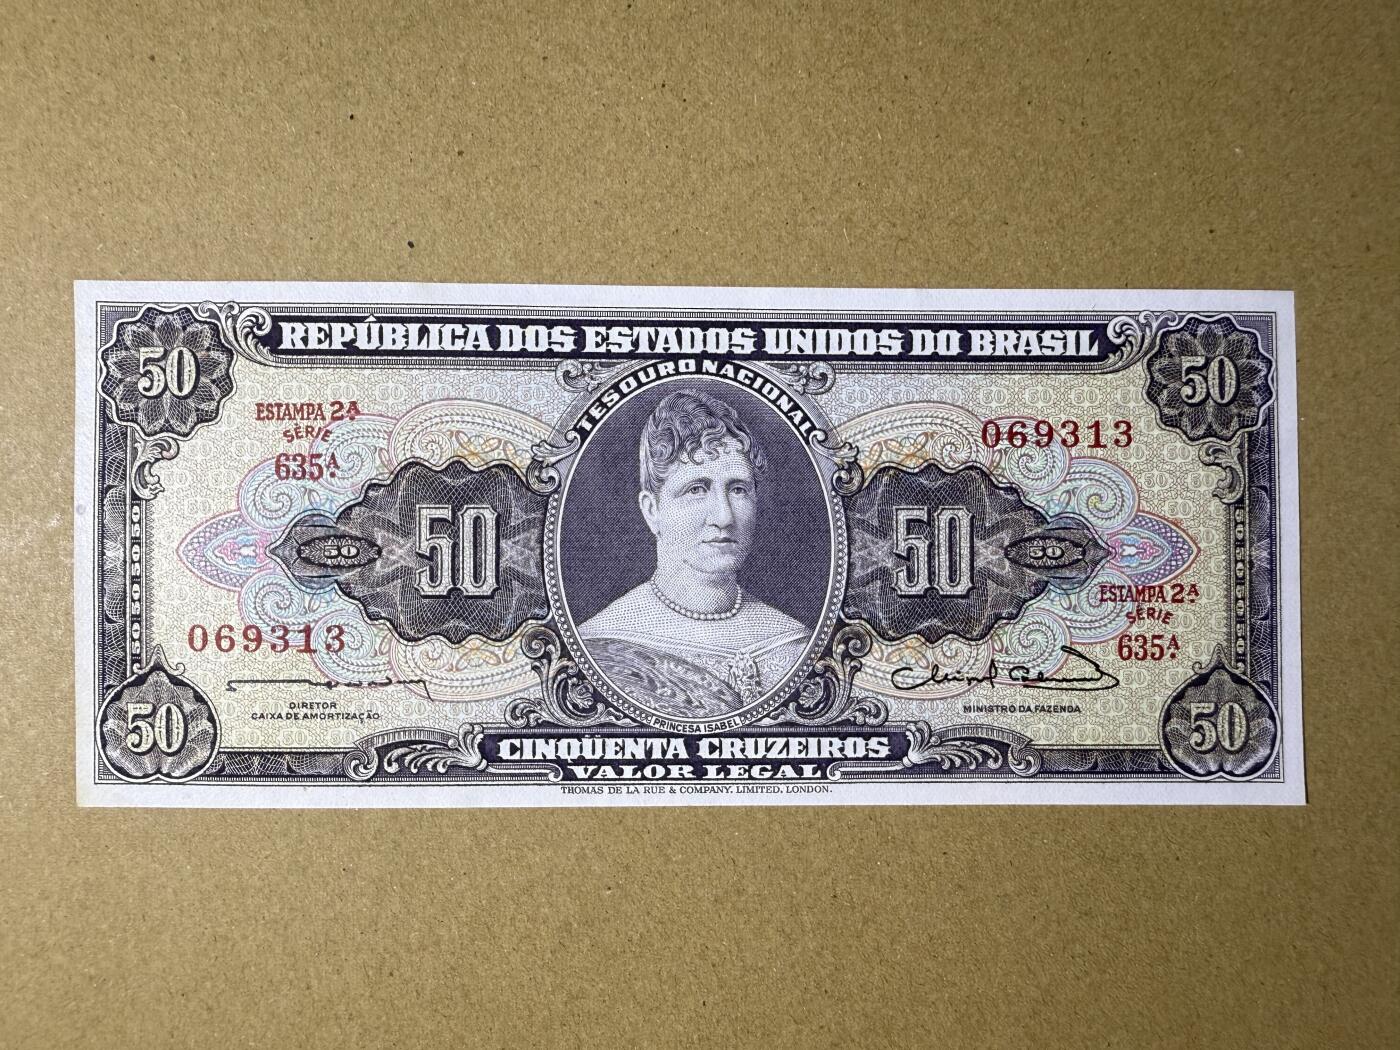 50
REPÚBLICA DOS ESTADOS UNIDOS DO BRASIL
50
TESOURO NACIONAL
ESTAMPA 2ª
SÉRIE
635ª
069313
50
50
50
50
ESTAMPA 2ª
SÉRIE
635ª
069313
DIRETOR
CAIXA DE AMORTIZAÇÃO
MINISTRO DA FAZENDA
PRINCESA ISABEL
50
CINQÜENTA CRUZEIROS
50
VALOR LEGAL
THOMAS DE LA RUE & COMPANY, LIMITED, LONDON.